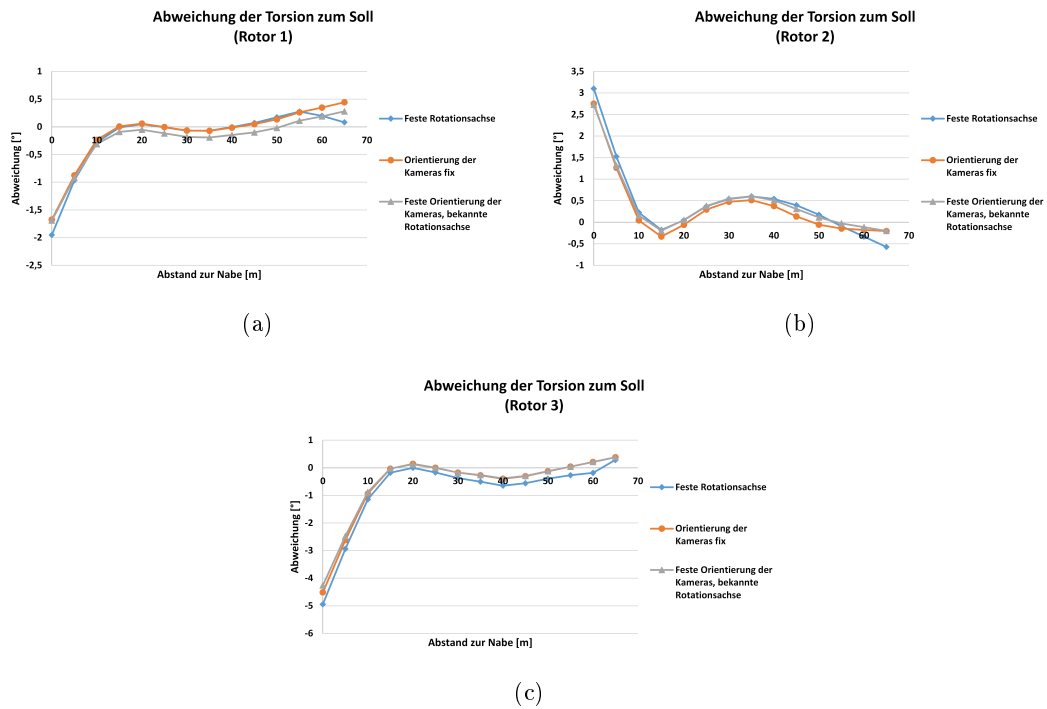 Abweichung der Torsion zum Soll
(Rotor 1)
1
0,5
0
-0,5
-1
-1,5
-2
-2,5
0 10 20 30 40 50 60 70
Abweichung [°]
Abstand zur Nabe [m]
Feste Rotationsachse
Orientierung der
Kameras fix
Feste Orientierung der
Kameras, bekannte
Rotationsachse
(a)
Abweichung der Torsion zum Soll
(Rotor 2)
3,5
3
2,5
2
1,5
1
0,5
0
-0,5
-1
0 10 20 30 40 50 60 70
Abweichung [°]
Abstand zur Nabe [m]
Feste Rotationsachse
Orientierung der
Kameras fix
Feste Orientierung der
Kameras, bekannte
Rotationsachse
(b)
Abweichung der Torsion zum Soll
(Rotor 3)
1
0
-1
-2
-3
-4
-5
-6
0 10 20 30 40 50 60 70
Abweichung [°]
Abstand zur Nabe [m]
Feste Rotationsachse
Orientierung der
Kameras fix
Feste Orientierung der
Kameras, bekannte
Rotationsachse
(c)